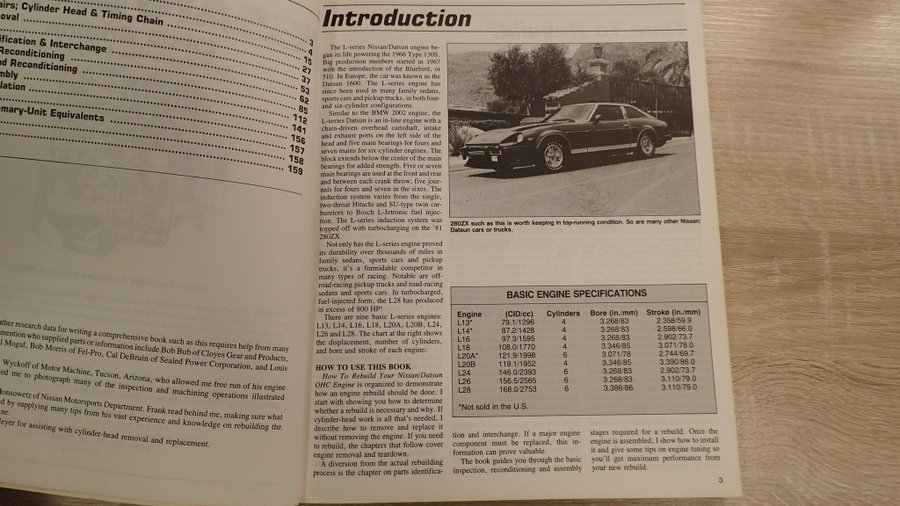 airs; Cylinder Head & Timing Chain
oval 3
4
ification & Interchange 15
Reconditioning 27
nd Reconditioning 37
mbly 53
lation 62
85
112
omary-Unit Equivalents 141
156
157
158
159
ather research data for writing a comprehensive book such as this requires help from many
mention who supplied parts or information include Bob Bub of Cloyes Gear and Products,
l Mogul, Bob Morris of Fel-Pro, Cal DeBruin of Sealed Power Corporation, and Louis
Wyckoff of Motor Machine, Tucson, Arizona, who allowed me free run of his engine
ed me to photograph many of the inspection and machining operations illustrated
Honsowetz of Nissan Motorsports Department. Frank read behind me, making sure what
d by supplying many tips from his vast experience and knowledge on rebuilding the
ne.
leyer for assisting with cylinder-head removal and replacement.
Introduction
The L-series Nissan/Datsun engine be-
gan its life powering the 1966 Type 130S.
Big production numbers started in 1967
with the introduction of the Bluebird, or
510. In Europe, the car was known as the
Datsun 1600. The L-series engine has
since been used in many family sedans,
sports cars and pickup trucks, in both four-
and six-cylinder configurations.
Similar to the BMW 2002 engine, the
L-series Datsun is an in-line engine with a
chain-driven overhead camshaft, intake
and exhaust ports on the left side of the
head and five main bearings for fours and
seven mains for six-cylinder engines. The
block extends below the center of the main
bearings for added strength. Five or seven
main bearings are used at the front and rear
and between each crank throw; five jour-
nals for fours and seven in the sixes. The
induction system varies from the single,
two-throat Hitachi and SU-type twin car-
buretors to Bosch L-Jetronic fuel injec-
tion. The L-series induction system was
topped off with turbocharging on the '81
280ZX.
Not only has the L-series engine proved
its durability over thousands of miles in
family sedans, sports cars and pickup
trucks, it's a formidable competitor in
many types of racing. Notable are off-
road-racing pickup trucks and road-racing
sedans and sports cars. In turbocharged,
fuel-injected form, the L28 has produced
in excess of 800 HP!
There are nine basic L-series engines:
L13, L14, L16, L18, L20A, L20B, L24,
L26 and L28. The chart at the right shows
the displacement, number of cylinders,
and bore and stroke of each engine:
HOW TO USE THIS BOOK
How To Rebuild Your Nissan/Datsun
OHC Engine is organized to demonstrate
how an engine rebuild should be done. I
start with showing you how to determine
whether a rebuild is necessary and why. If
cylinder-head work is all that's needed, I
describe how to remove and replace it
without removing the engine. If you need
to rebuild, the chapters that follow cover
engine removal and teardown.
A diversion from the actual rebuilding
process is the chapter on parts identifica-
280ZX such as this is worth keeping in top-running condition. So are many other Nissan/
Datsun cars or trucks.
BASIC ENGINE SPECIFICATIONS
Engine (CID/cc) Cylinders Bore (in./mm) Stroke (in./mm)
L13* 79.1/1296 4 3.268/83 2.358/59.9
L14* 87.2/1428 4 3.268/83 2.598/66.0
L16 97.3/1595 4 3.268/83 2.902/73.7
L18 108.0/1770 4 3.346/85 3.071/78.0
L20A* 121.9/1998 6 3.071/78 2.744/69.7
L20B 119.1/1952 4 3.346/85 3.390/86.0
L24 146.0/2393 6 3.268/83 2.902/73.7
L26 156.5/2565 6 3.268/83 3.110/79.0
L28 168.0/2753 6 3.386/86 3.110/79.0
*Not sold in the U.S.
tion and interchange. If a major engine
component must be replaced, this in-
formation can prove valuable.
The book guides you through the basic
inspection, reconditioning and assembly
stages required for a rebuild. Once the
engine is assembled, I show how to install
it and give some tips on engine tuning so
you'll get maximum performance from
your new rebuild.
3